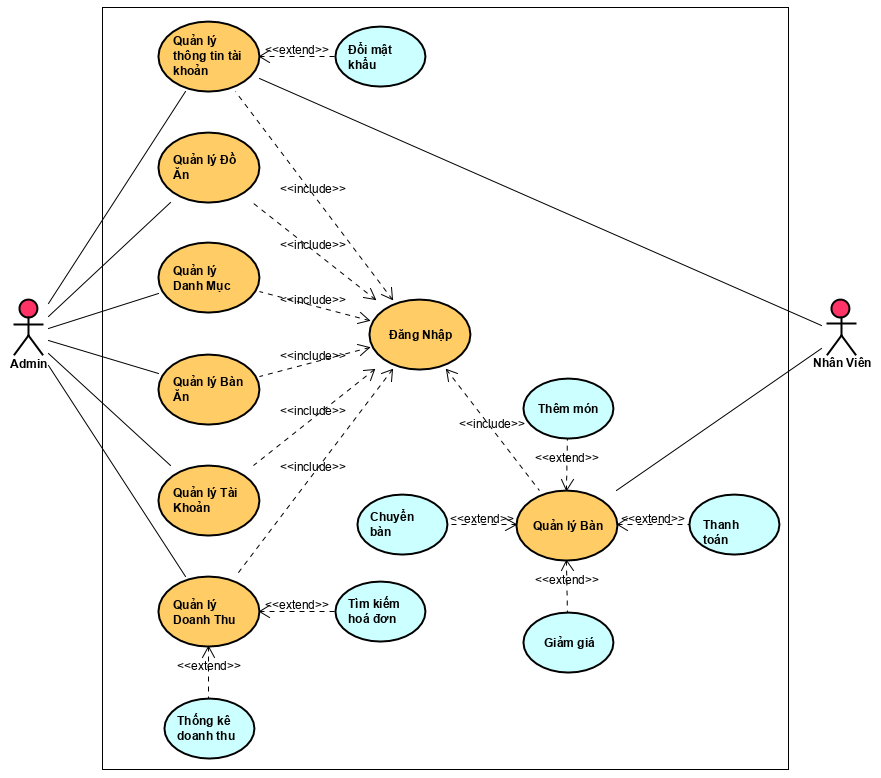 Quản lý
thông tin tài
khoản
<<extend>>
Đổi mật
khẩu
Quản lý Đồ
Ăn
<<include>>
<<include>>
Quản lý
Danh Mục
<<include>>
Admin
Đăng Nhập
Nhân Viên
Quản lý Bàn
Ăn
<<include>>
<<include>>
Thêm món
<<include>>
<<extend>>
<<include>>
Quản lý Tài
Khoản
Chuyển
bàn
<<extend>>
Quản lý Bàn
<<extend>>
Thanh
toán
<<extend>>
Quản lý
Doanh Thu
<<extend>>
Tìm kiếm
hoá đơn
Giảm giá
<<extend>>
Thống kê
doanh thu